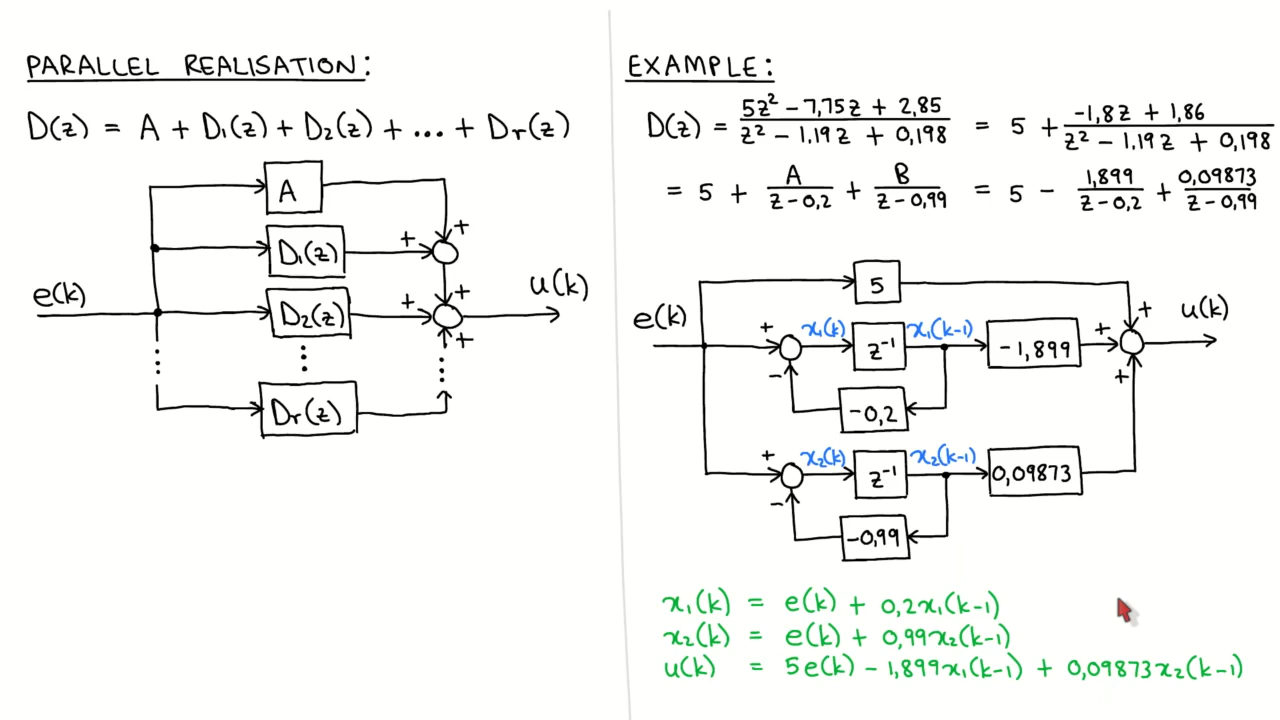 PARALLEL REALISATION:
D(z) = A + D₁(z) + D₂(z) + ... + Dr(z)
A
+
D₁(z)
+
e(k)
D₂(z)
+
+
u(k)
+
⋮
⋮
⋮
Dr(z)
EXAMPLE:
D(z) = (5z² – 7,75z + 2,85)/(z² – 1,19z + 0,198) = 5 + (–1,8z + 1,86)/(z² – 1,19z + 0,198)
= 5 + A/(z – 0,2) + B/(z – 0,99) = 5 – 1,899/(z – 0,2) + 0,09873/(z – 0,99)
5
e(k)
+
x₁(k)
z⁻¹
x₁(k-1)
-1,899
+
+
u(k)
–
-0,2
+
+
x₂(k)
z⁻¹
x₂(k-1)
0,09873
–
-0,99
x₁(k) = e(k) + 0,2x₁(k-1)
x₂(k) = e(k) + 0,99x₂(k-1)
u(k) = 5e(k) – 1,899x₁(k-1) + 0,09873x₂(k-1)